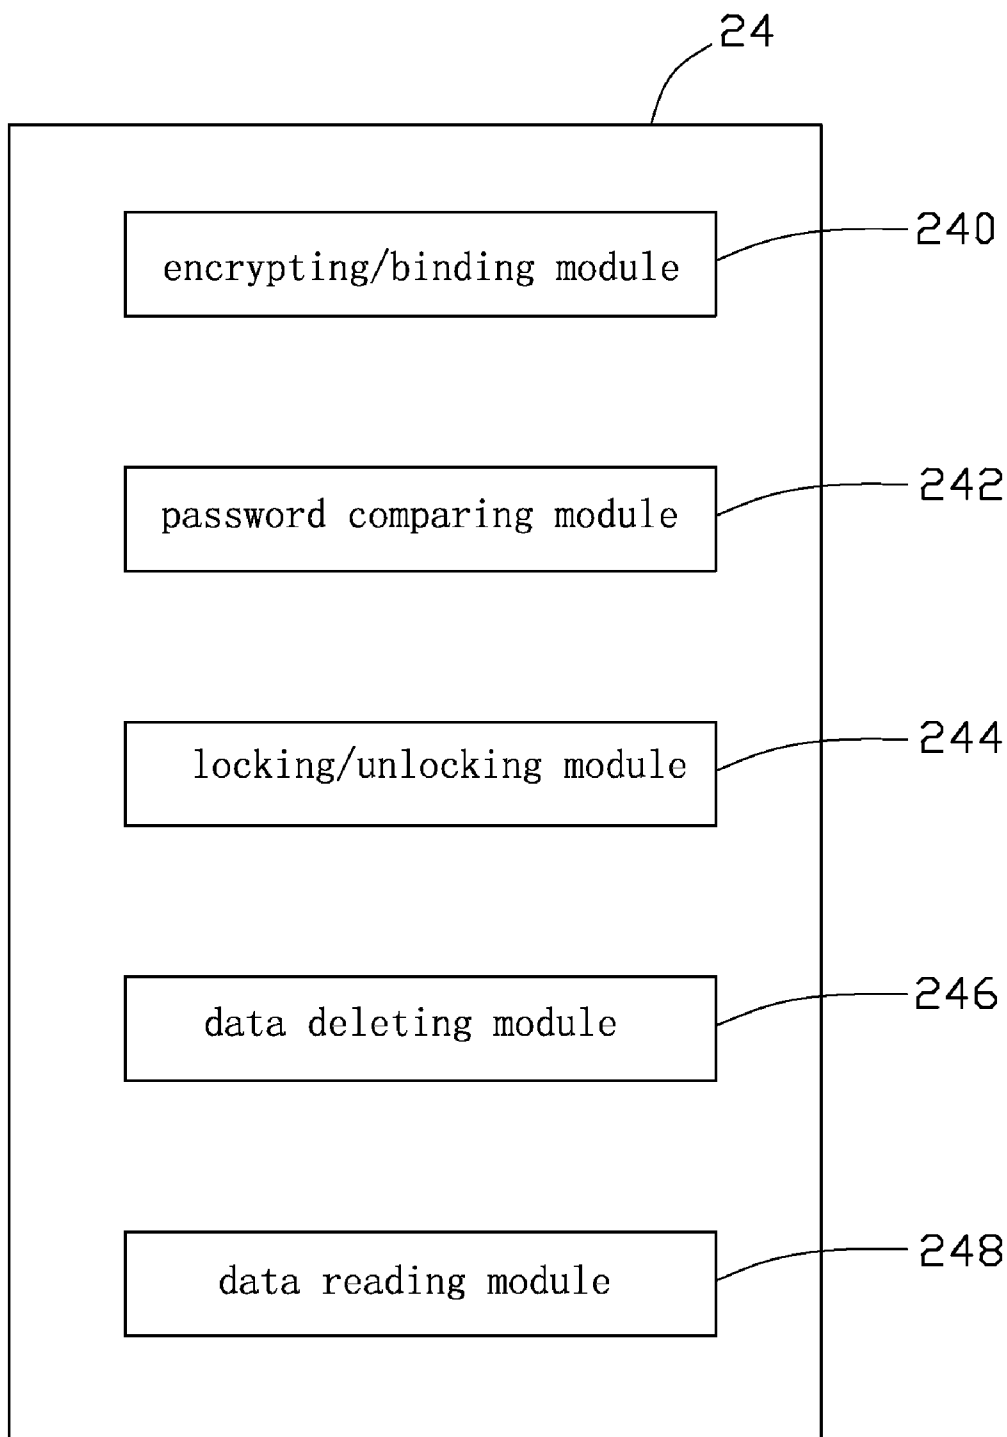 24
encrypting/binding module
240
password comparing module
242
locking/unlocking module
244
data deleting module
246
data reading module
248